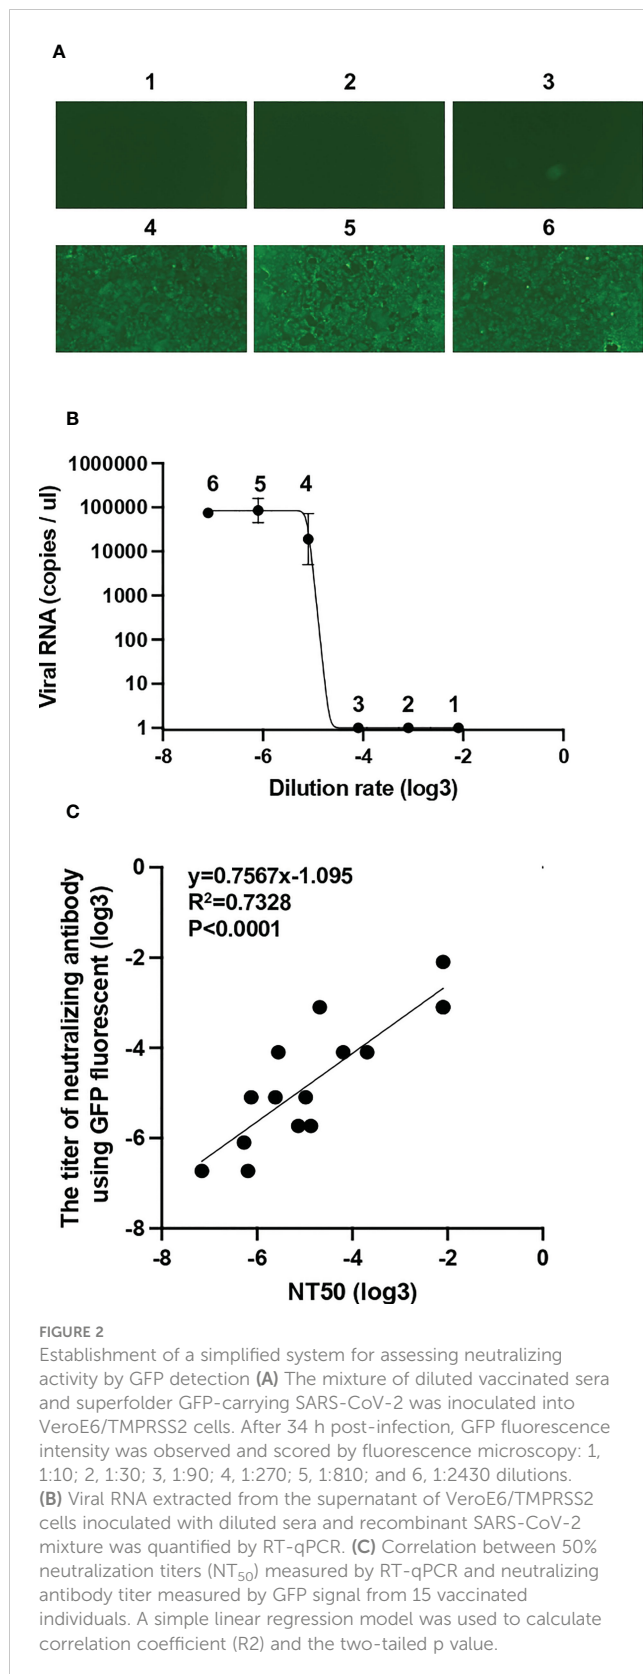 A
1 2 3
4 5 6
B
Viral RNA (copies / ul)
1000000
100000
10000
1000
100
10
1
6 5 4
3 2 1
-8 -6 -4 -2 0
Dilution rate (log3)
C
The titer of neutralizing antibody
using GFP fluorescent (log3)
0
-2
-4
-6
-8
y=0.7567x-1.095
R²=0.7328
P<0.0001
-8 -6 -4 -2 0
NT50 (log3)
FIGURE 2
Establishment of a simplified system for assessing neutralizing
activity by GFP detection (A) The mixture of diluted vaccinated sera
and superfolder GFP-carrying SARS-CoV-2 was inoculated into
VeroE6/TMPRSS2 cells. After 34 h post-infection, GFP fluorescence
intensity was observed and scored by fluorescence microscopy: 1,
1:10; 2, 1:30; 3, 1:90; 4, 1:270; 5, 1:810; and 6, 1:2430 dilutions.
(B) Viral RNA extracted from the supernatant of VeroE6/TMPRSS2
cells inoculated with diluted sera and recombinant SARS-CoV-2
mixture was quantified by RT-qPCR. (C) Correlation between 50%
neutralization titers (NT₅₀) measured by RT-qPCR and neutralizing
antibody titer measured by GFP signal from 15 vaccinated
individuals. A simple linear regression model was used to calculate
correlation coefficient (R2) and the two-tailed p value.